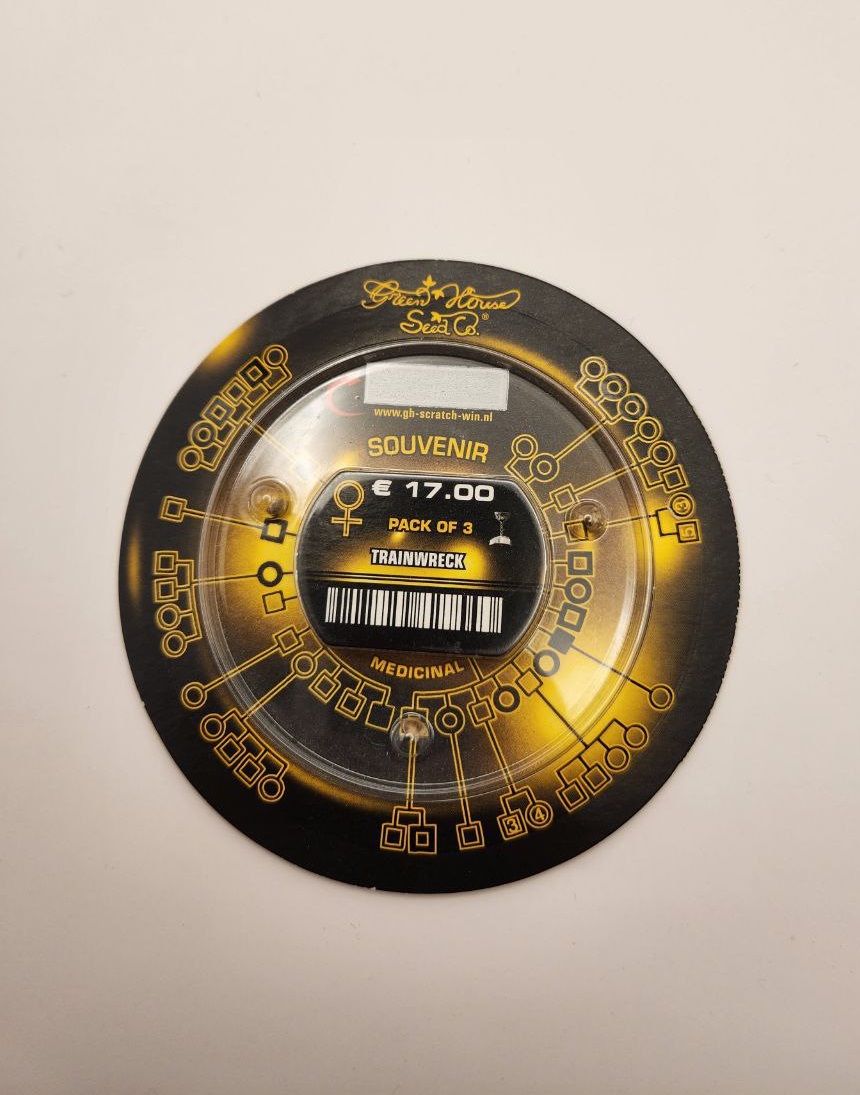 Green House
Seed Co.®
www.gh-scratch-win.nl
SOUVENIR
€ 17.00
PACK OF 3
TRAINWRECK
MEDICINAL
3 4